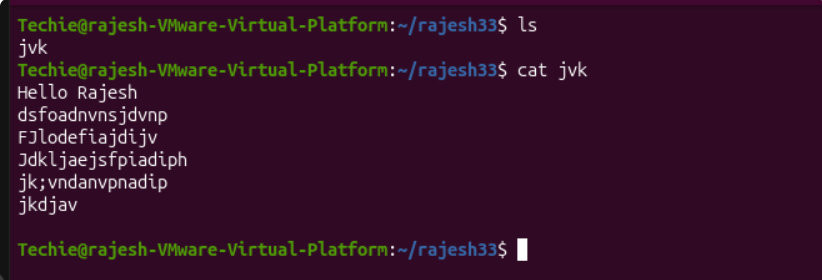 Techie@rajesh-VMware-Virtual-Platform:~/rajesh33$ ls
jvk
Techie@rajesh-VMware-Virtual-Platform:~/rajesh33$ cat jvk
Hello Rajesh
dsfoadnvnsjdvnp
FJlodefiajdijv
Jdkljaejsfpiadiph
jk;vndanvpnadip
jkdjav
Techie@rajesh-VMware-Virtual-Platform:~/rajesh33$